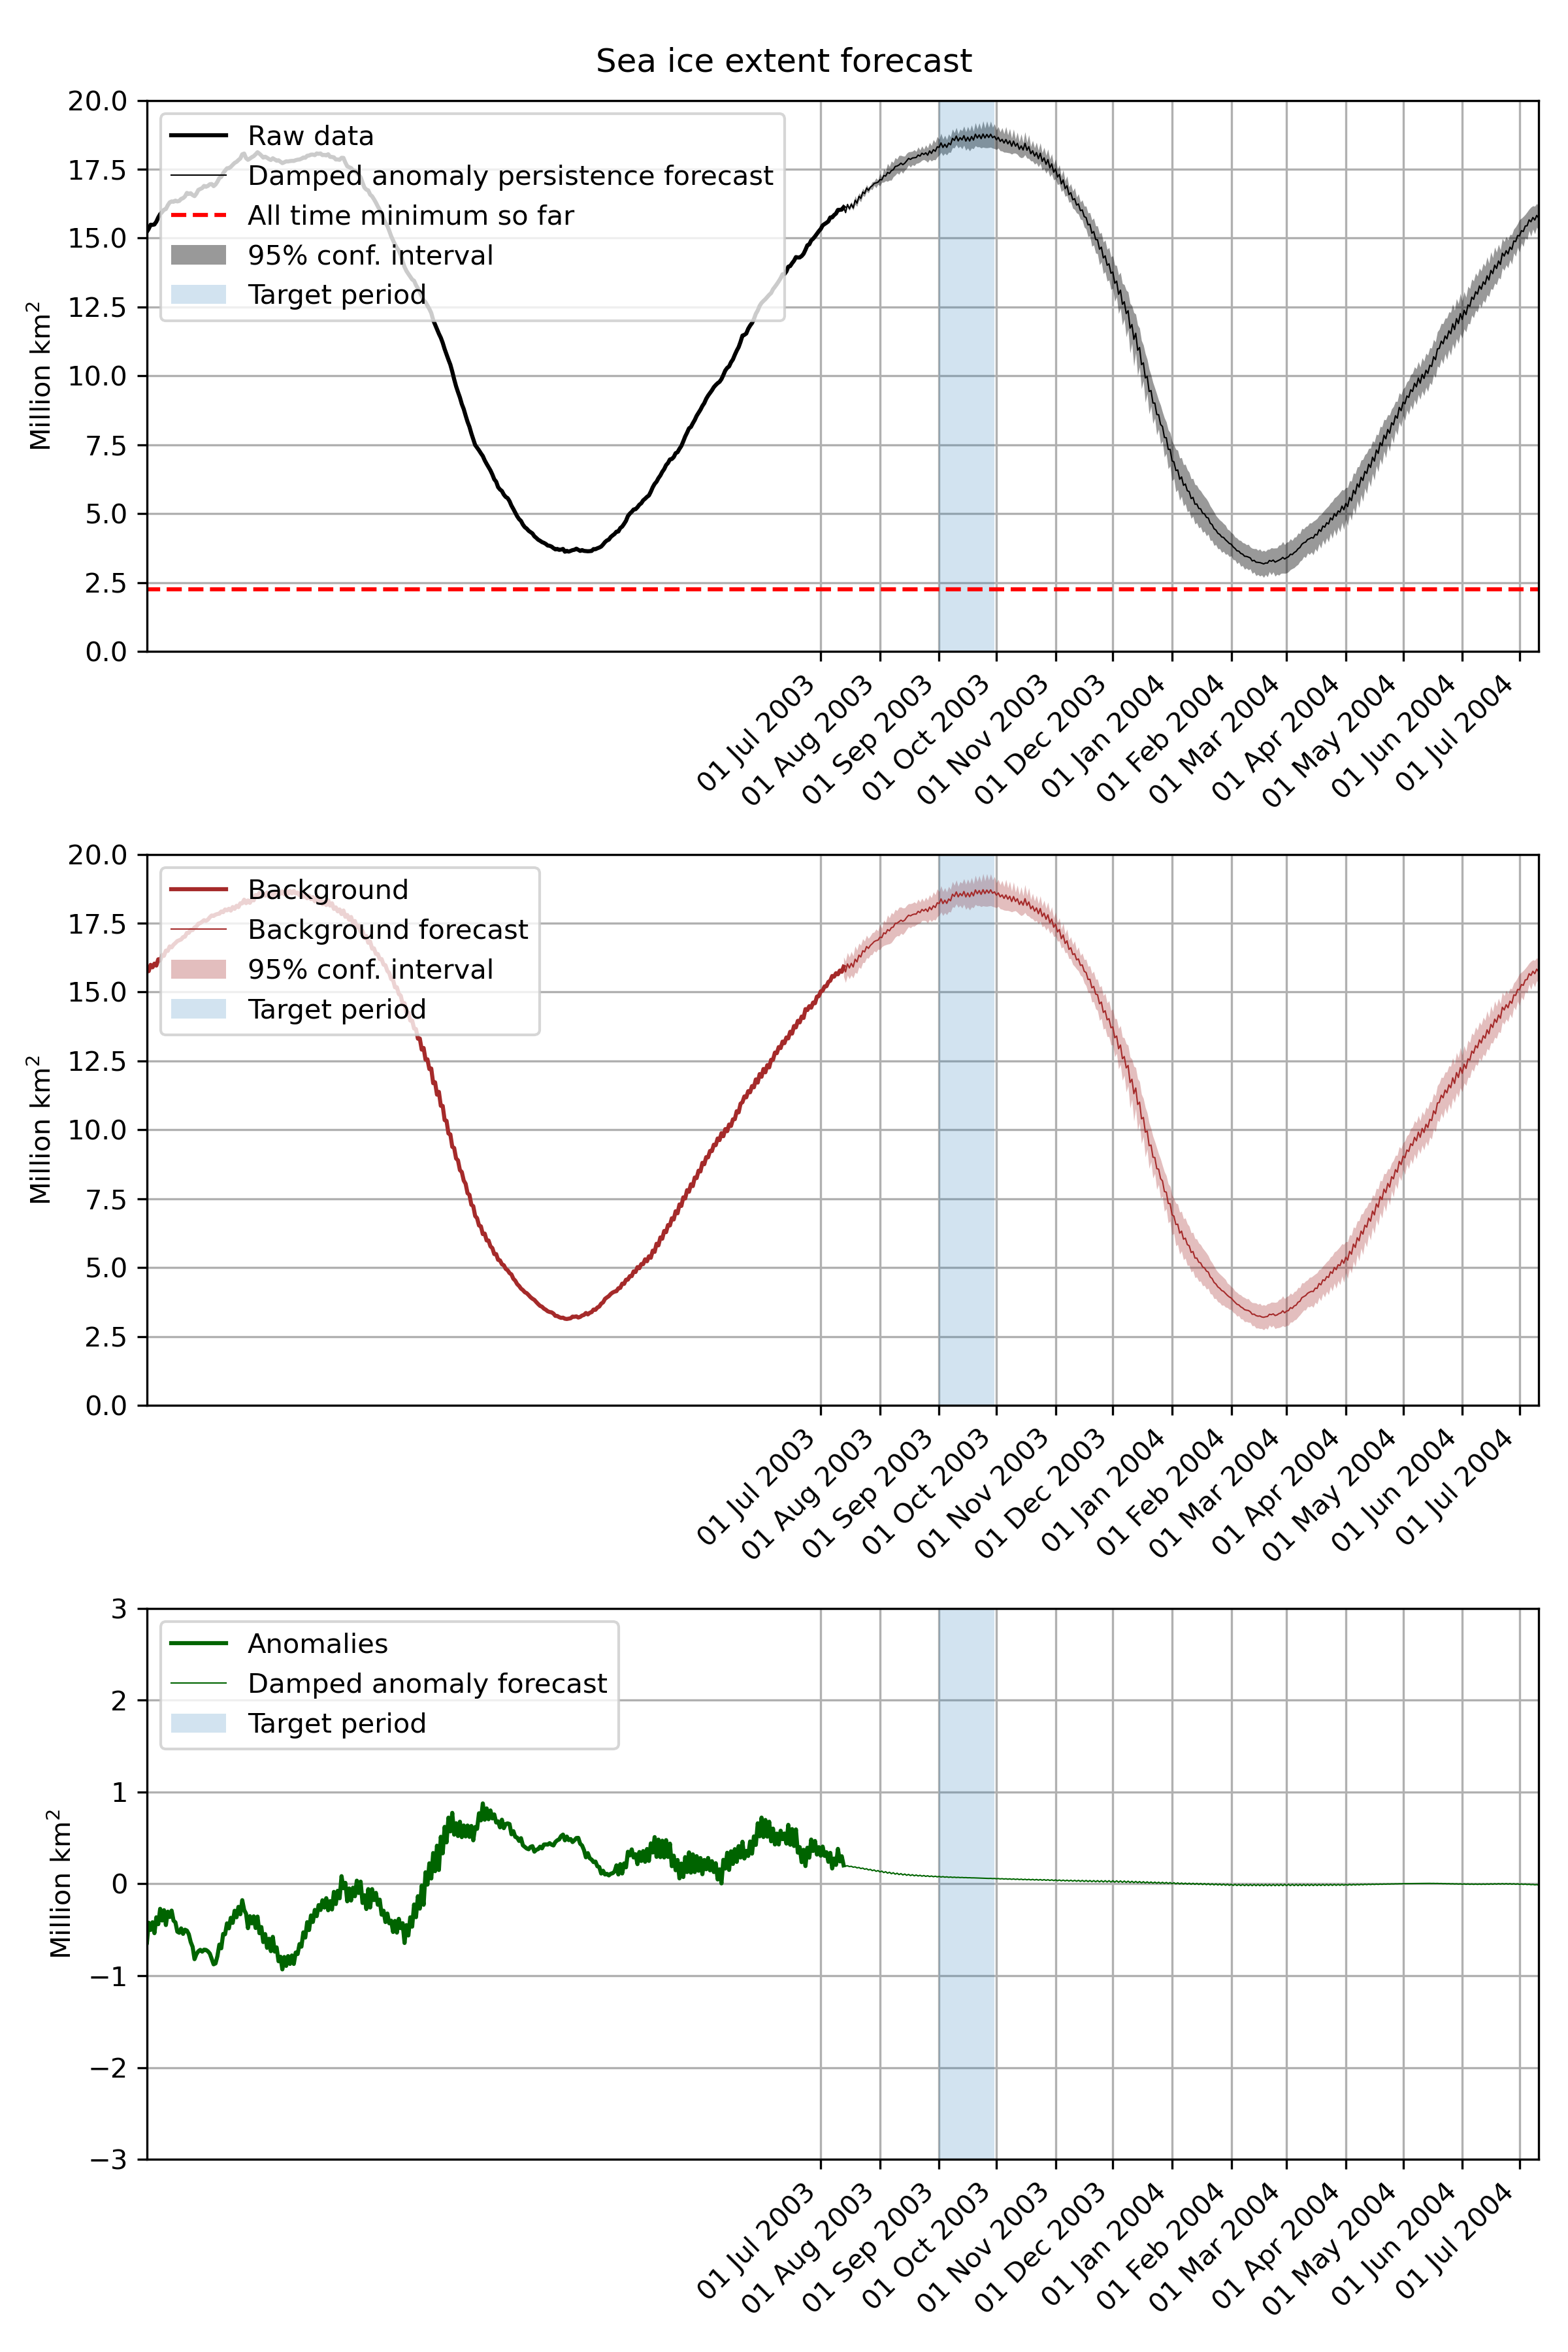 Sea ice extent forecast
20.0
17.5
15.0
12.5
10.0
7.5
5.0
2.5
0.0
Million km²
Raw data
Damped anomaly persistence forecast
All time minimum so far
95% conf. interval
Target period
01 Jul 2003
01 Aug 2003
01 Sep 2003
01 Oct 2003
01 Nov 2003
01 Dec 2003
01 Jan 2004
01 Feb 2004
01 Mar 2004
01 Apr 2004
01 May 2004
01 Jun 2004
01 Jul 2004
20.0
17.5
15.0
12.5
10.0
7.5
5.0
2.5
0.0
Million km²
Background
Background forecast
95% conf. interval
Target period
01 Jul 2003
01 Aug 2003
01 Sep 2003
01 Oct 2003
01 Nov 2003
01 Dec 2003
01 Jan 2004
01 Feb 2004
01 Mar 2004
01 Apr 2004
01 May 2004
01 Jun 2004
01 Jul 2004
3
2
1
0
−1
−2
−3
Million km²
Anomalies
Damped anomaly forecast
Target period
01 Jul 2003
01 Aug 2003
01 Sep 2003
01 Oct 2003
01 Nov 2003
01 Dec 2003
01 Jan 2004
01 Feb 2004
01 Mar 2004
01 Apr 2004
01 May 2004
01 Jun 2004
01 Jul 2004